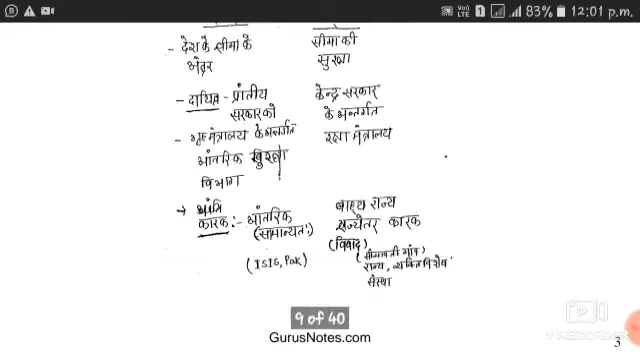 83% 12:01 p.m.
- देश के सीमा के
अंदर
सीमा की
सुरक्षा
- दायित्व - प्रांतीय
सरकार को
केन्द्र सरकार
के अन्तर्गत
- गृह मंत्रालय के अन्तर्गत
आंतरिक सुरक्षा
विभाग
रक्षा मंत्रालय
→
कारक :- आंतरिक
(सामान्यतः)
(ISIS, POK)
बाह्य राज्य
राज्येतर कारक
(विवाद)
(सीमावर्ती गांव)
राज्य, व्यक्ति विशेष
संस्था
9 of 40
GurusNotes.com
3